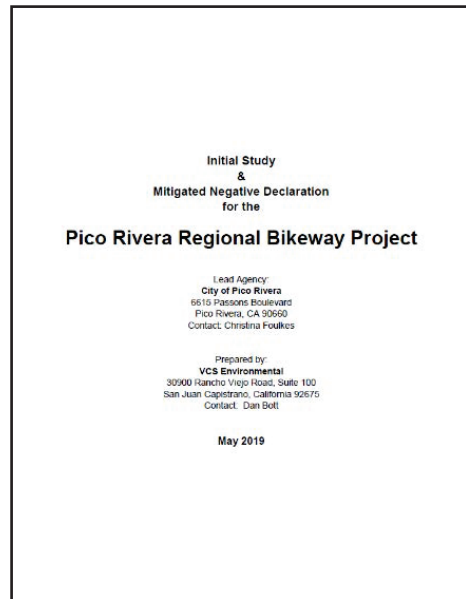 Initial Study
&
Mitigated Negative Declaration
for the
Pico Rivera Regional Bikeway Project
Lead Agency:
City of Pico Rivera
6615 Passons Boulevard
Pico Rivera, CA 90660
Contact: Christina Foulkes
Prepared by:
VCS Environmental
30900 Rancho Viejo Road, Suite 100
San Juan Capistrano, California 92675
Contact: Dan Bott
May 2019